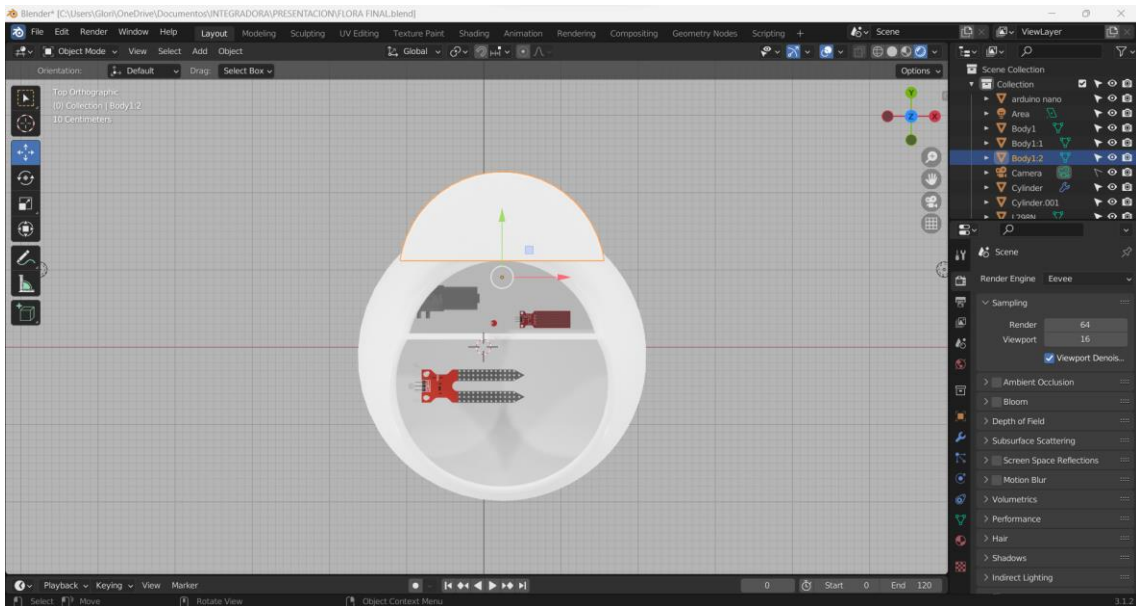 Blender* [C:\Users\Glori\OneDrive\Documentos\INTEGRADORA\PRESENTACION\FLORA FINAL.blend]
File Edit Render Window Help Layout Modeling Sculpting UV Editing Texture Paint Shading Animation Rendering Compositing Geometry Nodes Scripting + Scene ViewLayer
Object Mode View Select Add Object Global
Orientation: Default Drag: Select Box Options
Top Orthographic
(0) Collection | Body1:2
10 Centimeters
Y
Z
X
Scene Collection
Collection
arduino nano
Area
Body1
Body1:1
Body1:2
Camera
Cylinder
Cylinder.001
L298N
Scene
Render Engine Eevee
Sampling
Render 64
Viewport 16
Viewport Denois...
Ambient Occlusion
Bloom
Depth of Field
Subsurface Scattering
Screen Space Reflections
Motion Blur
Volumetrics
Performance
Hair
Shadows
Indirect Lighting
Playback Keying View Marker 0 Start 0 End 120
Select Move Rotate View Object Context Menu 3.1.2